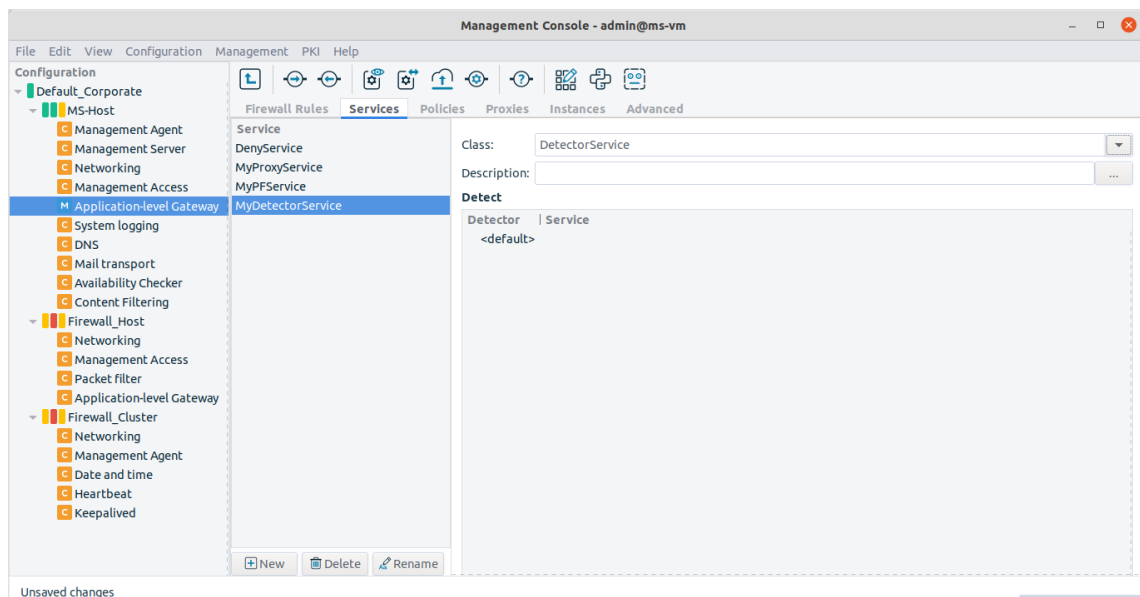 Management Console - admin@ms-vm
File Edit View Configuration Management PKI Help
Configuration
Default_Corporate
MS-Host
C Management Agent
C Management Server
C Networking
C Management Access
M Application-level Gateway
C System logging
C DNS
C Mail transport
C Availability Checker
C Content Filtering
Firewall_Host
C Networking
C Management Access
C Packet filter
C Application-level Gateway
Firewall_Cluster
C Networking
C Management Agent
C Date and time
C Heartbeat
C Keepalived
Firewall Rules Services Policies Proxies Instances Advanced
Service
DenyService
MyProxyService
MyPFService
MyDetectorService
New Delete Rename
Class: DetectorService
Description: ...
Detect
Detector | Service
<default>
Unsaved changes